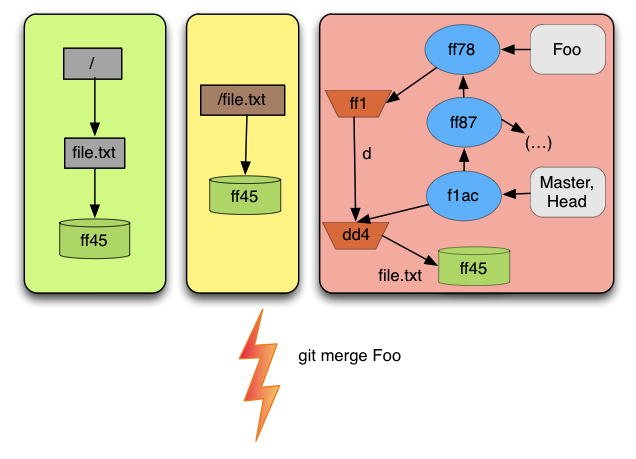 /
file.txt
ff45
/file.txt
ff45
ff78
Foo
ff1
ff87
(...)
d
f1ac
Master,
Head
dd4
file.txt
ff45
git merge Foo